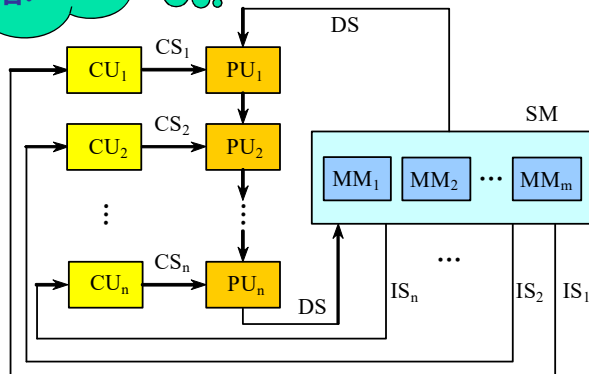 DS
CU₁ CS₁ PU₁
SM
CU₂ CS₂ PU₂
MM₁ MM₂ ··· MMₘ
⋮ ⋮
CUₙ CSₙ PUₙ
···
DS ISₙ IS₂ IS₁